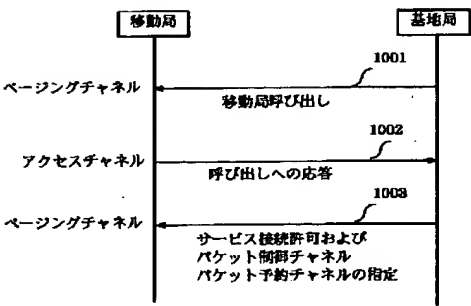 移動局
基地局
1001
ページングチャネル
移動局呼び出し
1002
アクセスチャネル
呼び出しへの応答
1003
ページングチャネル
サービス接続許可および
パケット制御チャネル
パケット予約チャネルの指定